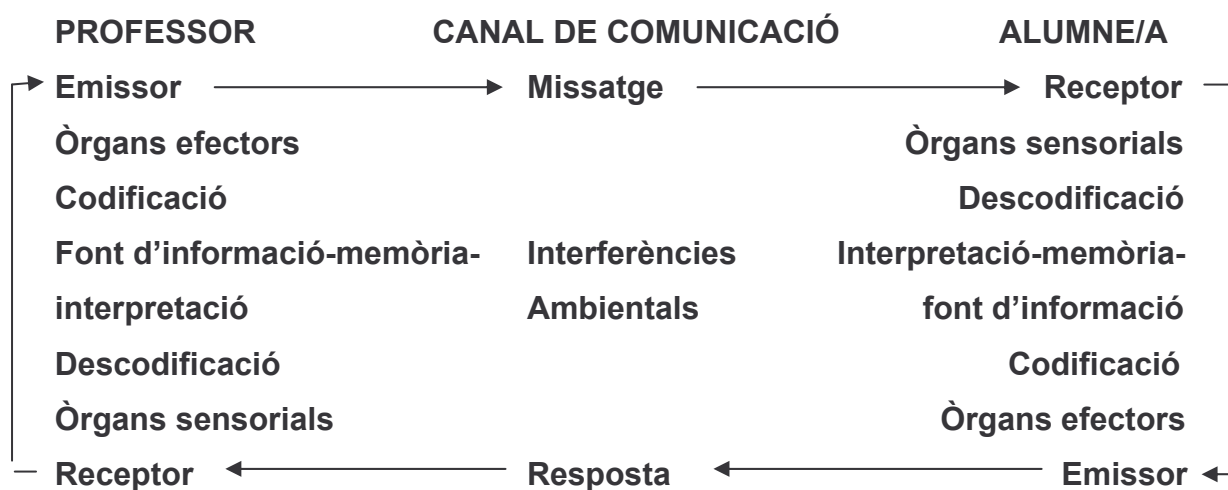 PROFESSOR CANAL DE COMUNICACIÓ ALUMNE/A
Emissor Missatge Receptor
Òrgans efectors Òrgans sensorials
Codificació Descodificació
Font d’informació-memòria- Interferències Interpretació-memòria-
interpretació Ambientals font d’informació
Descodificació Codificació
Òrgans sensorials Òrgans efectors
Receptor Resposta Emissor